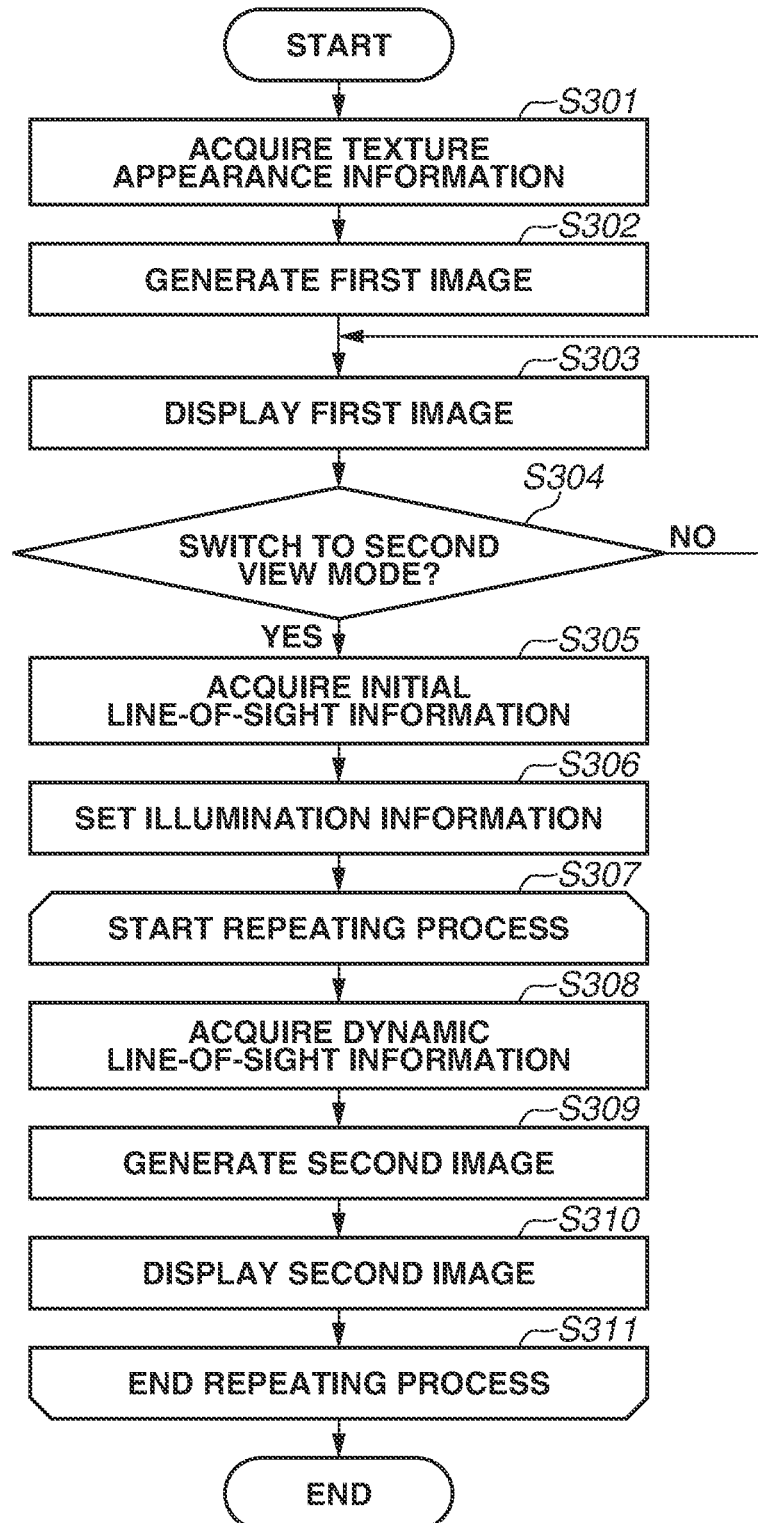 START
S301
ACQUIRE TEXTURE
APPEARANCE INFORMATION
S302
GENERATE FIRST IMAGE
S303
DISPLAY FIRST IMAGE
S304
SWITCH TO SECOND
VIEW MODE?
NO
YES
S305
ACQUIRE INITIAL
LINE-OF-SIGHT INFORMATION
S306
SET ILLUMINATION INFORMATION
S307
START REPEATING PROCESS
S308
ACQUIRE DYNAMIC
LINE-OF-SIGHT INFORMATION
S309
GENERATE SECOND IMAGE
S310
DISPLAY SECOND IMAGE
S311
END REPEATING PROCESS
END